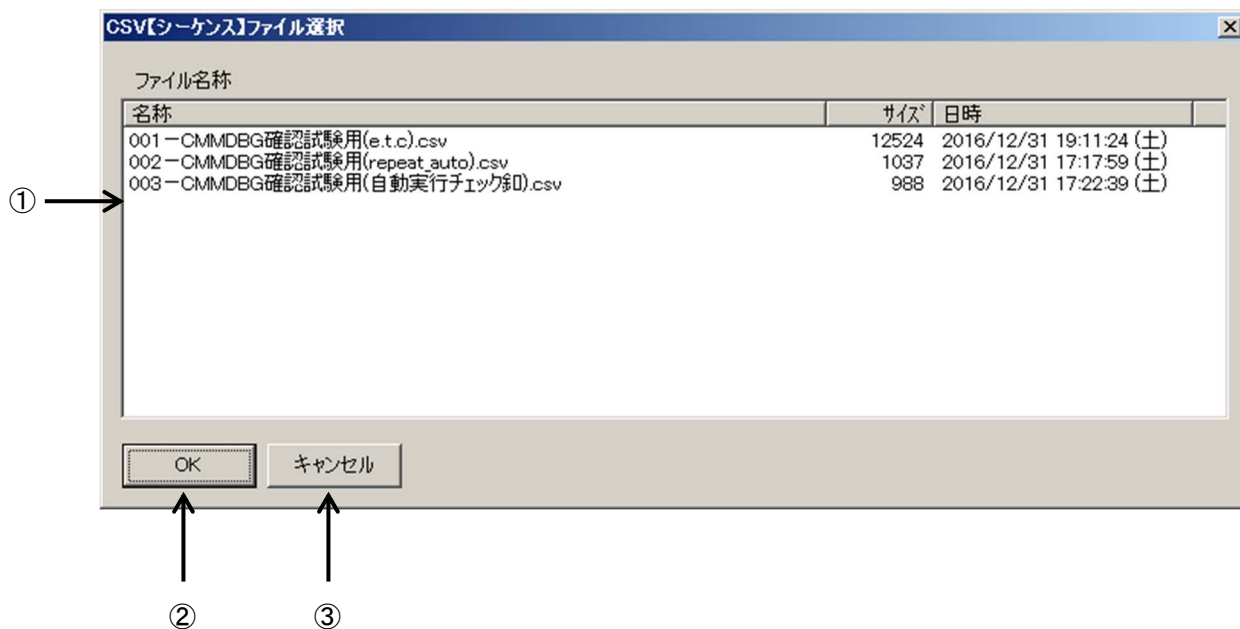 CSV【シーケンス】ファイル選択
ファイル名称
名称 サイズ 日時
001－CMMDBG確認試験用(e.t.c).csv 12524 2016/12/31 19:11:24 (土)
002－CMMDBG確認試験用(repeat_auto).csv 1037 2016/12/31 17:17:59 (土)
003－CMMDBG確認試験用(自動実行チェック釦).csv 988 2016/12/31 17:22:39 (土)
①
OK キャンセル
② ③